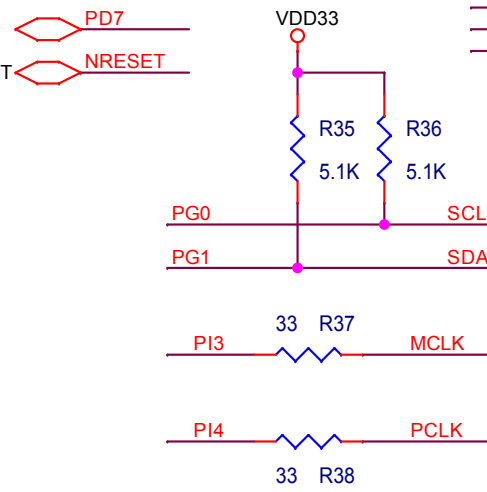 PD7
VDD33
T NRESET
R35 R36
5.1K 5.1K
PG0 SCL
PG1 SDA
33 R37
PI3 MCLK
PI4 PCLK
33 R38